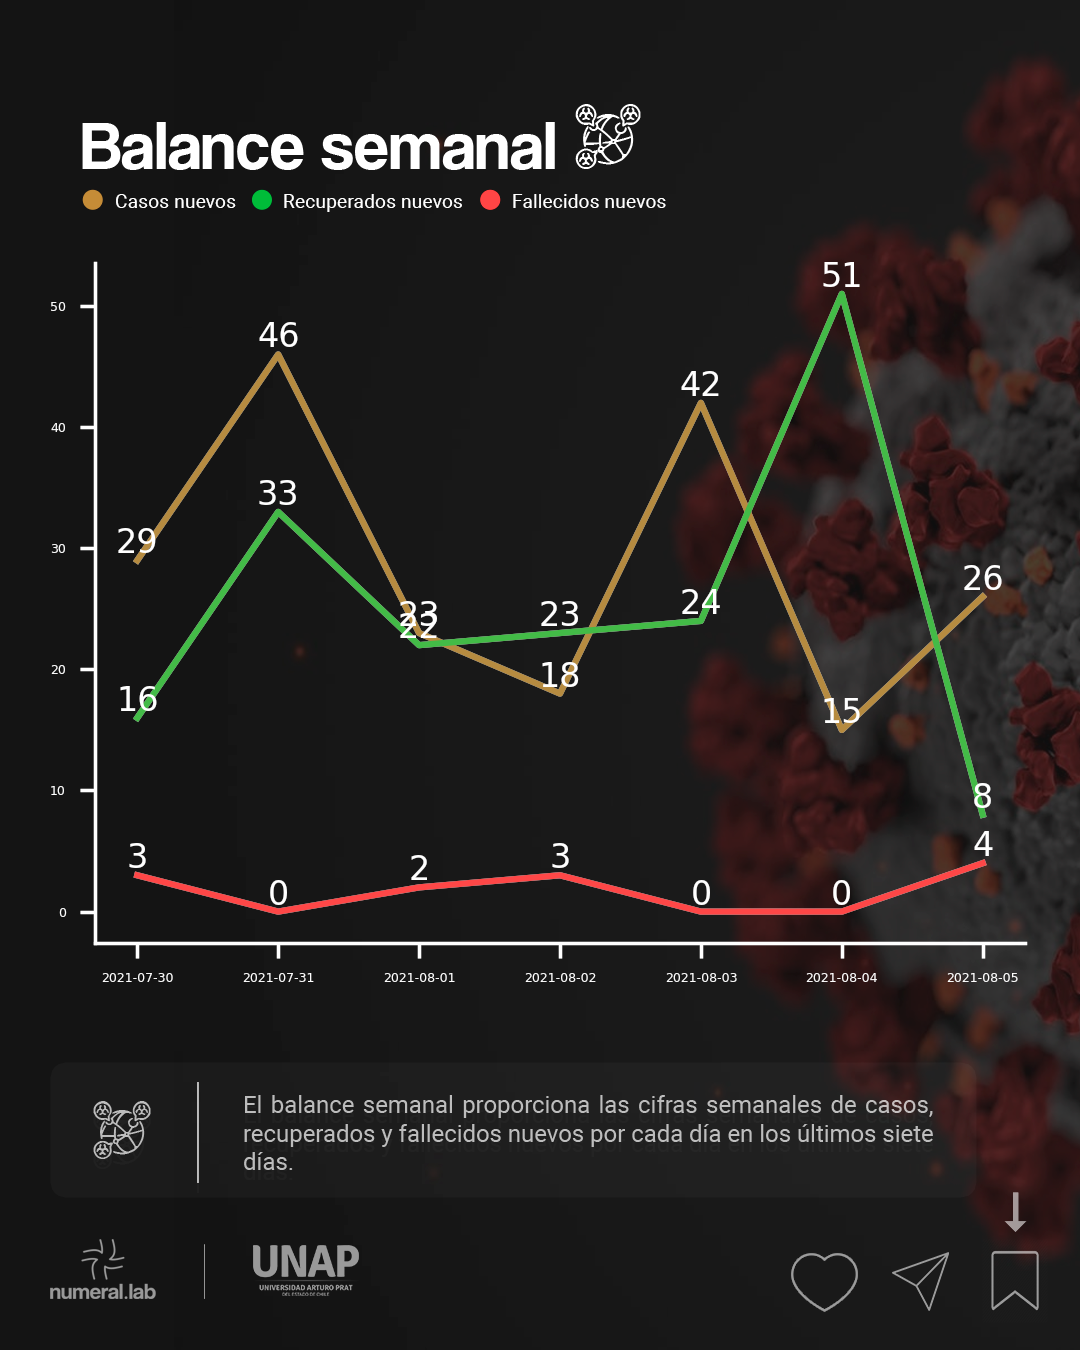 Balance semanal
Casos nuevos Recuperados nuevos Fallecidos nuevos
51
50
46
42
40
33
29
30
26
24
23 23
22
20
18
16
15
10
8
4
3 2 3
0 0 0
0
2021-07-30 2021-07-31 2021-08-01 2021-08-02 2021-08-03 2021-08-04 2021-08-05
El balance semanal proporciona las cifras semanales de casos,
recuperados y fallecidos nuevos por cada día en los últimos siete
días.
numeral.lab
UNAP
UNIVERSIDAD ARTURO PRAT
DEL ESTADO DE CHILE